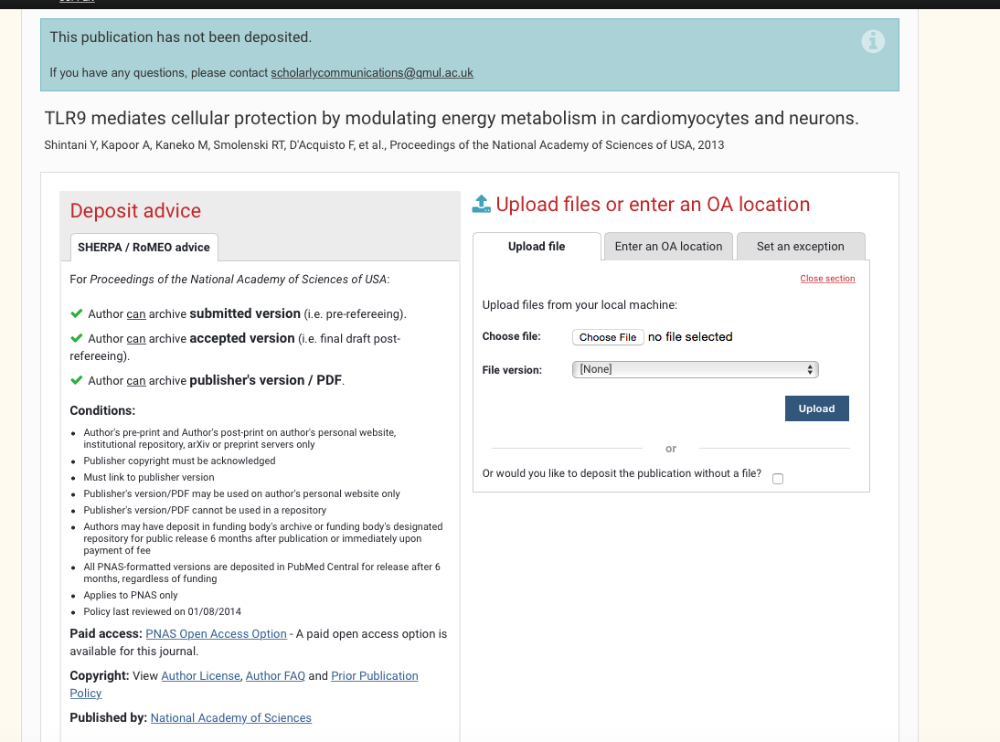 This publication has not been deposited.
If you have any questions, please contact scholarlycommunications@qmul.ac.uk
TLR9 mediates cellular protection by modulating energy metabolism in cardiomyocytes and neurons.
Shintani Y, Kapoor A, Kaneko M, Smolenski RT, D'Acquisto F, et al., Proceedings of the National Academy of Sciences of USA, 2013
Deposit advice
SHERPA / RoMEO advice
For Proceedings of the National Academy of Sciences of USA:
Author can archive submitted version (i.e. pre-refereeing).
Author can archive accepted version (i.e. final draft post-
refereeing).
Author can archive publisher's version / PDF.
Conditions:
Author's pre-print and Author's post-print on author's personal website,
institutional repository, arXiv or preprint servers only
Publisher copyright must be acknowledged
Must link to publisher version
Publisher's version/PDF may be used on author's personal website only
Publisher's version/PDF cannot be used in a repository
Authors may have deposit in funding body's archive or funding body's designated
repository for public release 6 months after publication or immediately upon
payment of fee
All PNAS-formatted versions are deposited in PubMed Central for release after 6
months, regardless of funding
Applies to PNAS only
Policy last reviewed on 01/08/2014
Paid access: PNAS Open Access Option - A paid open access option is
available for this journal.
Copyright: View Author License, Author FAQ and Prior Publication
Policy
Published by: National Academy of Sciences
Upload files or enter an OA location
Upload file
Enter an OA location
Set an exception
Close section
Upload files from your local machine:
Choose file: Choose File no file selected
File version: [None]
Upload
or
Or would you like to deposit the publication without a file?